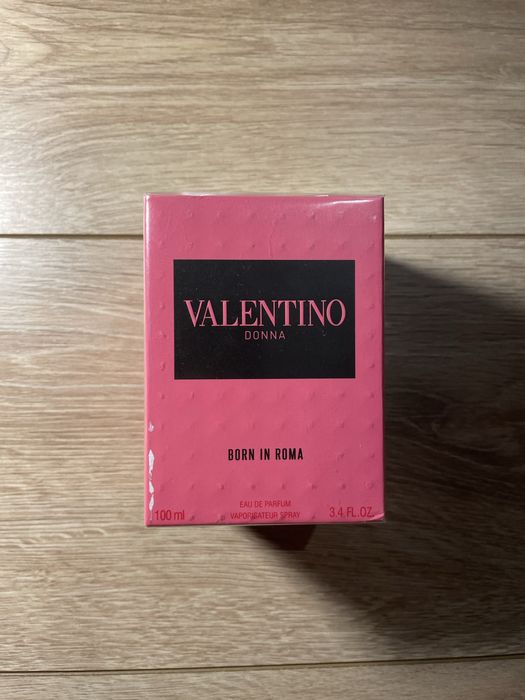 VALENTINO
DONNA
BORN IN ROMA
EAU DE PARFUM
100 ml VAPORISATEUR SPRAY 3.4 FL.OZ.